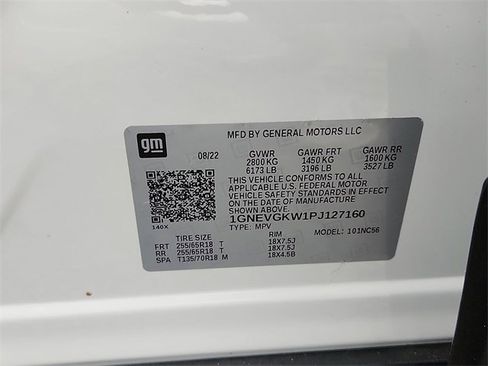 gm
MFD BY GENERAL MOTORS LLC
08/22 GVWR GAWR FRT GAWR RR
2800 KG 1450 KG 1600 KG
6173 LB 3196 LB 3527 LB
THIS VEHICLE CONFORMS TO ALL
APPLICABLE U.S. FEDERAL MOTOR
VEHICLE SAFETY STANDARDS IN EFFECT ON
THE DATE OF MANUFACTURE SHOWN ABOVE.
1GNEVGKW1PJ127160
140X TYPE: MPV MODEL: 101NC56
TIRE SIZE RIM
FRT 255/65R18 T 18X7.5J
RR 255/65R18 T 18X7.5J
SPA T135/70R18 M 18X4.5B